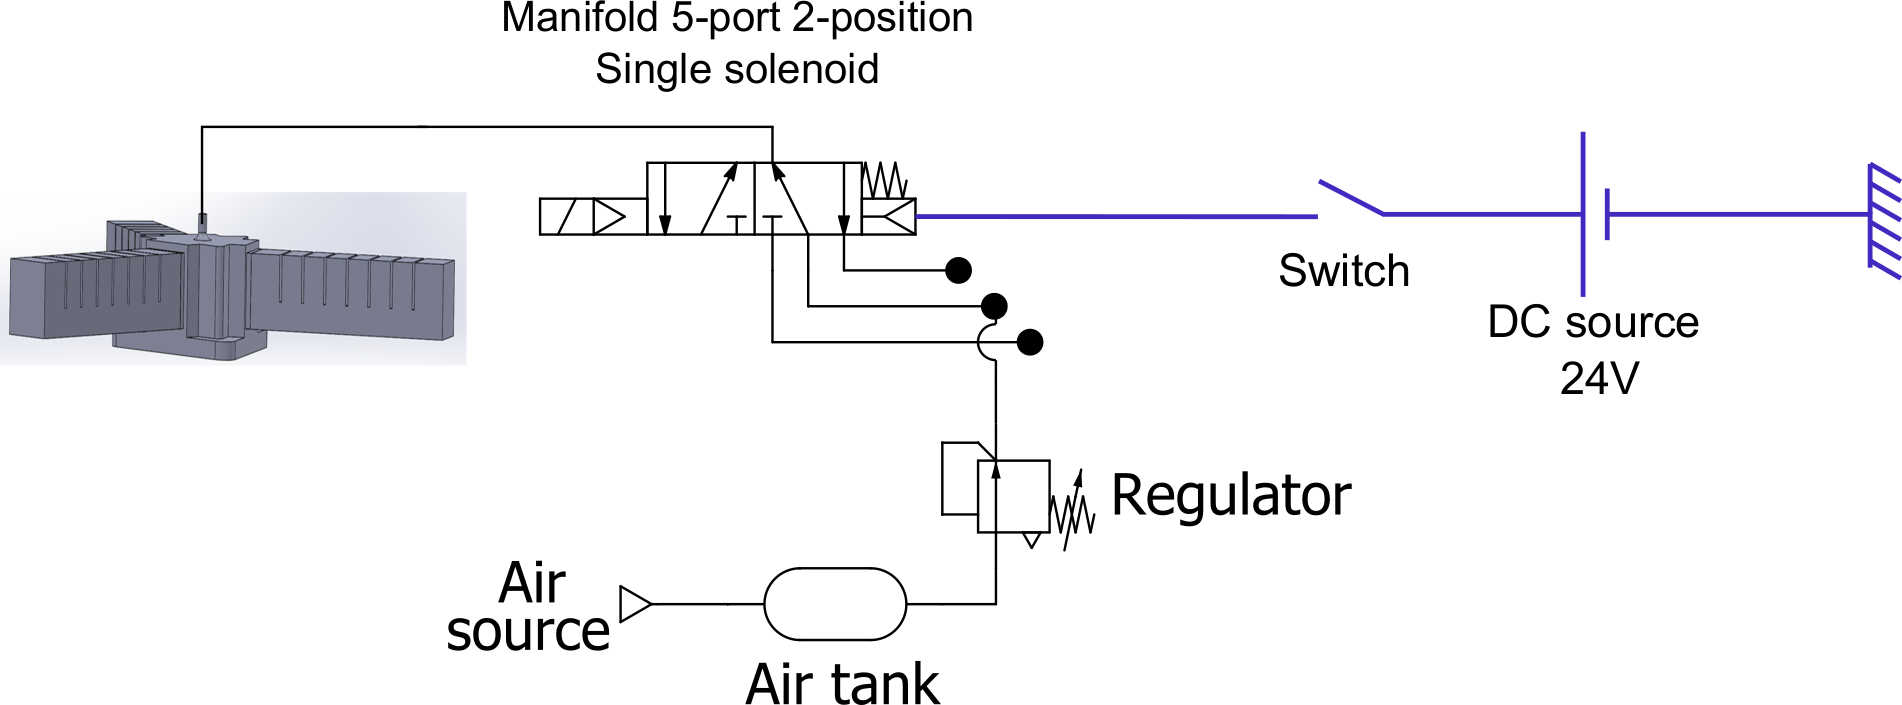 Manifold 5-port 2-position
Single solenoid
Switch
DC source
24V
Regulator
Air
source
Air tank